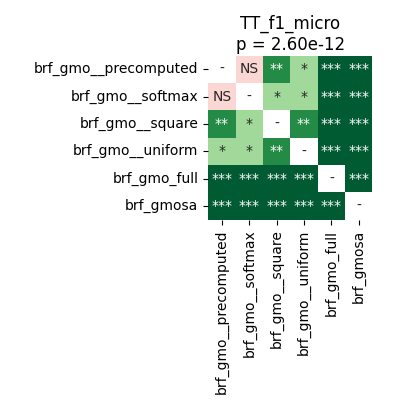 TT_f1_micro
p = 2.60e-12
brf_gmo__precomputed - NS ** * *** ***
brf_gmo__softmax NS - * * *** ***
brf_gmo__square ** * - ** *** ***
brf_gmo__uniform * * ** - *** ***
brf_gmo_full *** *** *** *** - ***
brf_gmosa *** *** *** *** *** -
brf_gmo__precomputed
brf_gmo__softmax
brf_gmo__square
brf_gmo__uniform
brf_gmo_full
brf_gmosa